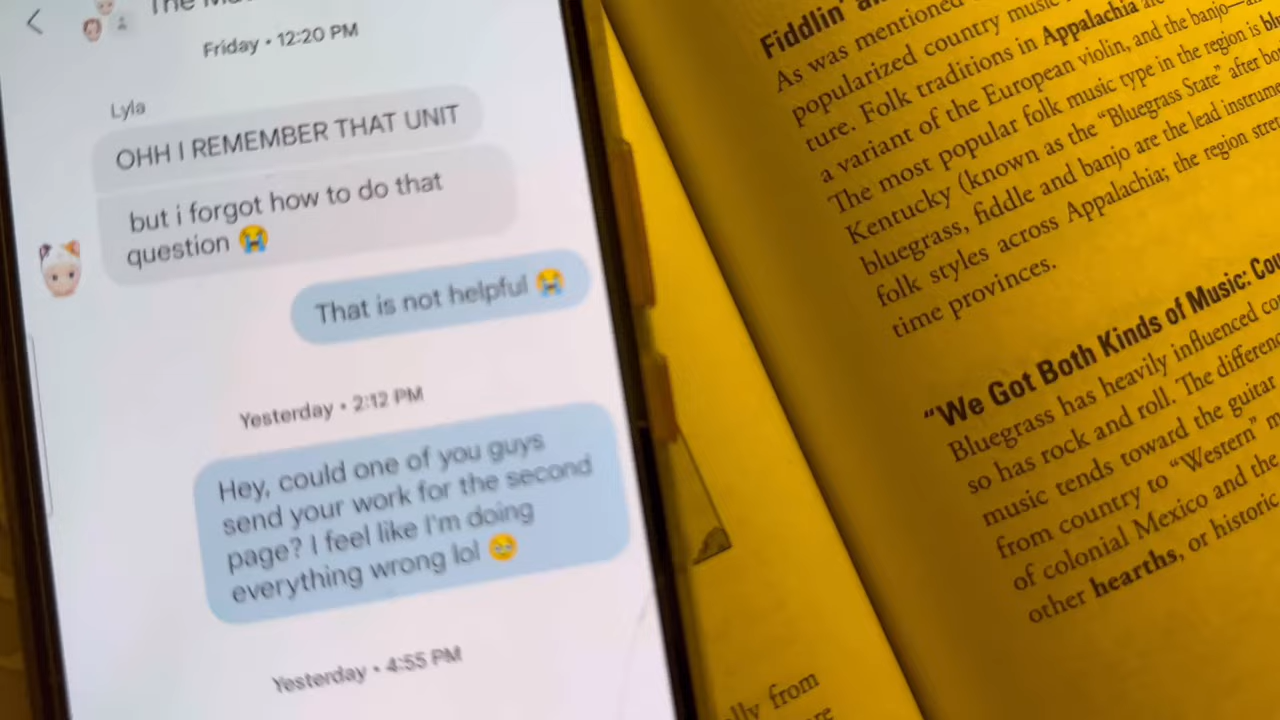 The
Friday • 12:20 PM
Lyla
OHH I REMEMBER THAT UNIT
but i forgot how to do that
question 😭
That is not helpful 😭
Yesterday • 2:12 PM
Hey, could one of you guys
send your work for the second
page? I feel like I'm doing
everything wrong lol 🥹
Yesterday • 4:55 PM
Fiddlin'
As was mentioned
popularized country music
ture. Folk traditions in Appalachia
a variant of the European violin, and the banjo—
The most popular folk music type in the region is
Kentucky (known as the "Bluegrass State" after
bluegrass, fiddle and banjo are the lead
folk styles across Appalachia; the region
time provinces.
"We Got Both Kinds of Music:
Bluegrass has heavily influenced
so has rock and roll. The
music tends toward the guitar
from country to "Western"
of colonial Mexico and the
other hearths, or historic
from